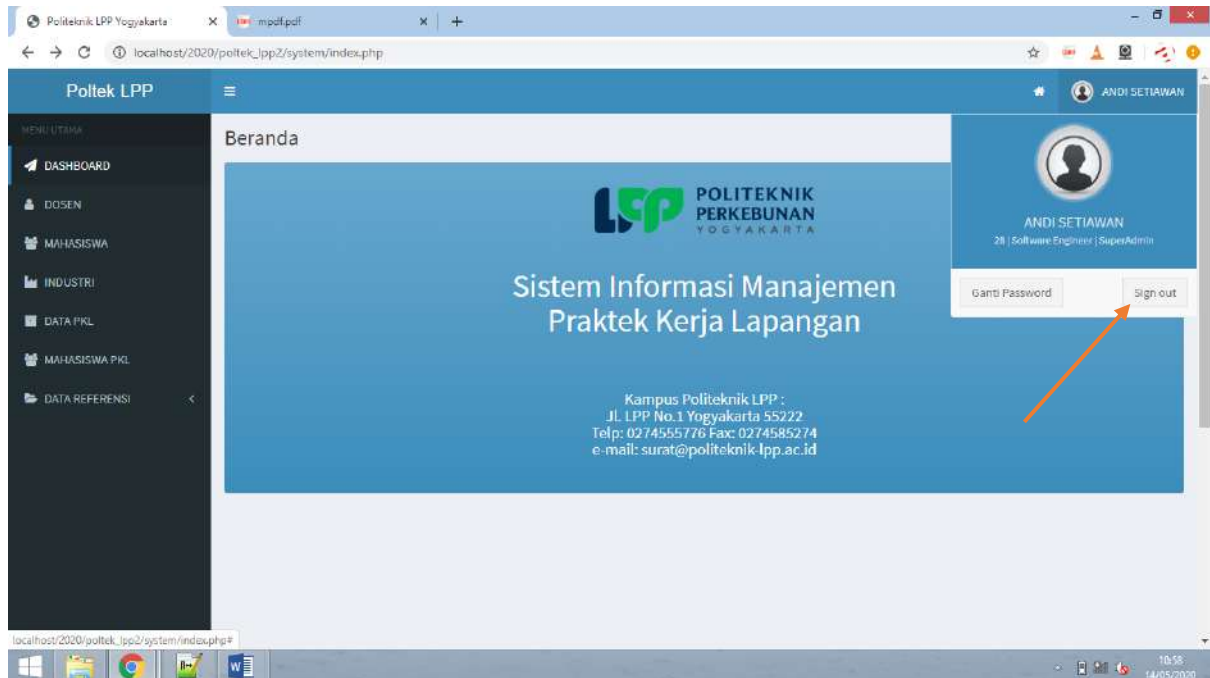 Politeknik LPP Yogyakarta
mpdf.pdf
localhost/2020/poltek_lpp2/system/index.php
Poltek LPP
ANDI SETIAWAN
MENU UTAMA
Beranda
DASHBOARD
DOSEN
MAHASISWA
INDUSTRI
DATA PKL
MAHASISWA PKL
DATA REFERENSI
LPP
POLITEKNIK
PERKEBUNAN
YOGYAKARTA
Sistem Informasi Manajemen
Praktek Kerja Lapangan
Kampus Politeknik LPP :
Jl. LPP No.1 Yogyakarta 55222
Telp: 0274555776 Fax: 0274585274
e-mail: surat@politeknik-lpp.ac.id
ANDI SETIAWAN
28 | Software Engineer | SuperAdmin
Ganti Password
Sign out
localhost/2020/poltek_lpp2/system/index.php#
10:58
14/05/2020